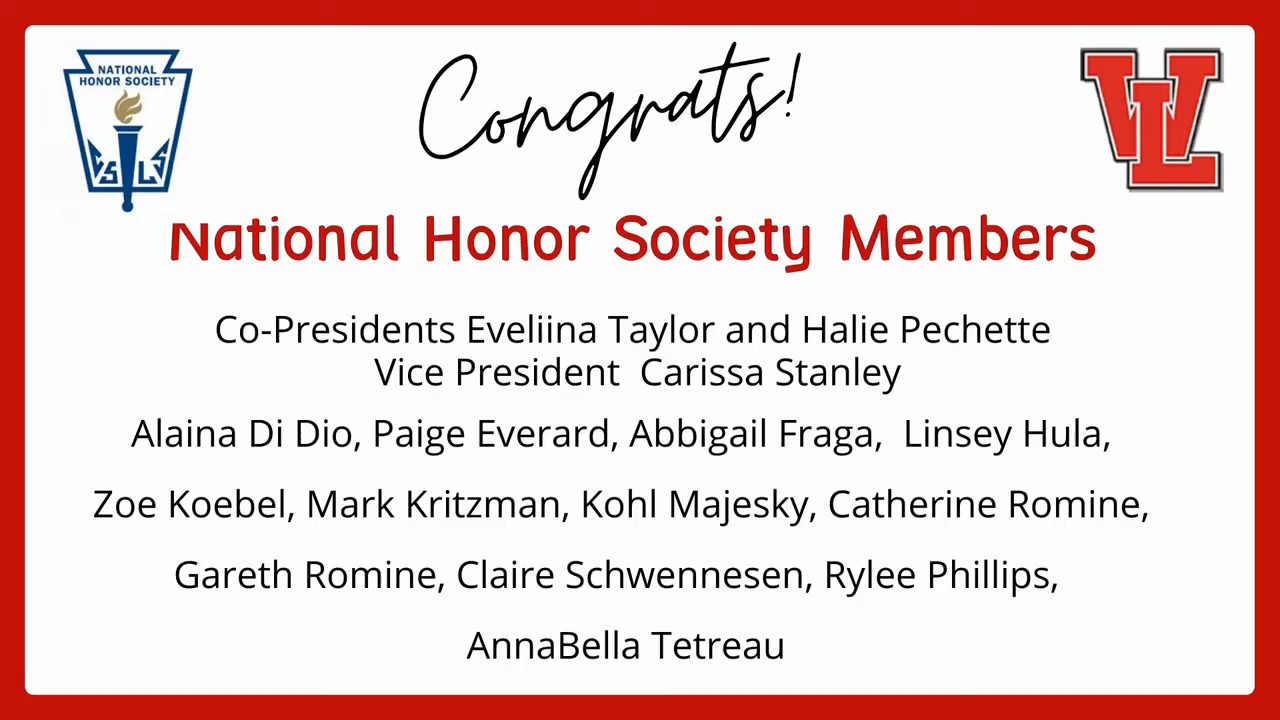 NATIONAL
HONOR SOCIETY
S L S
Congrats!
VL
National Honor Society Members
Co-Presidents Eveliina Taylor and Halie Pechette
Vice President  Carissa Stanley
Alaina Di Dio, Paige Everard, Abbigail Fraga,  Linsey Hula,
Zoe Koebel, Mark Kritzman, Kohl Majesky, Catherine Romine,
Gareth Romine, Claire Schwennesen, Rylee Phillips,
AnnaBella Tetreau